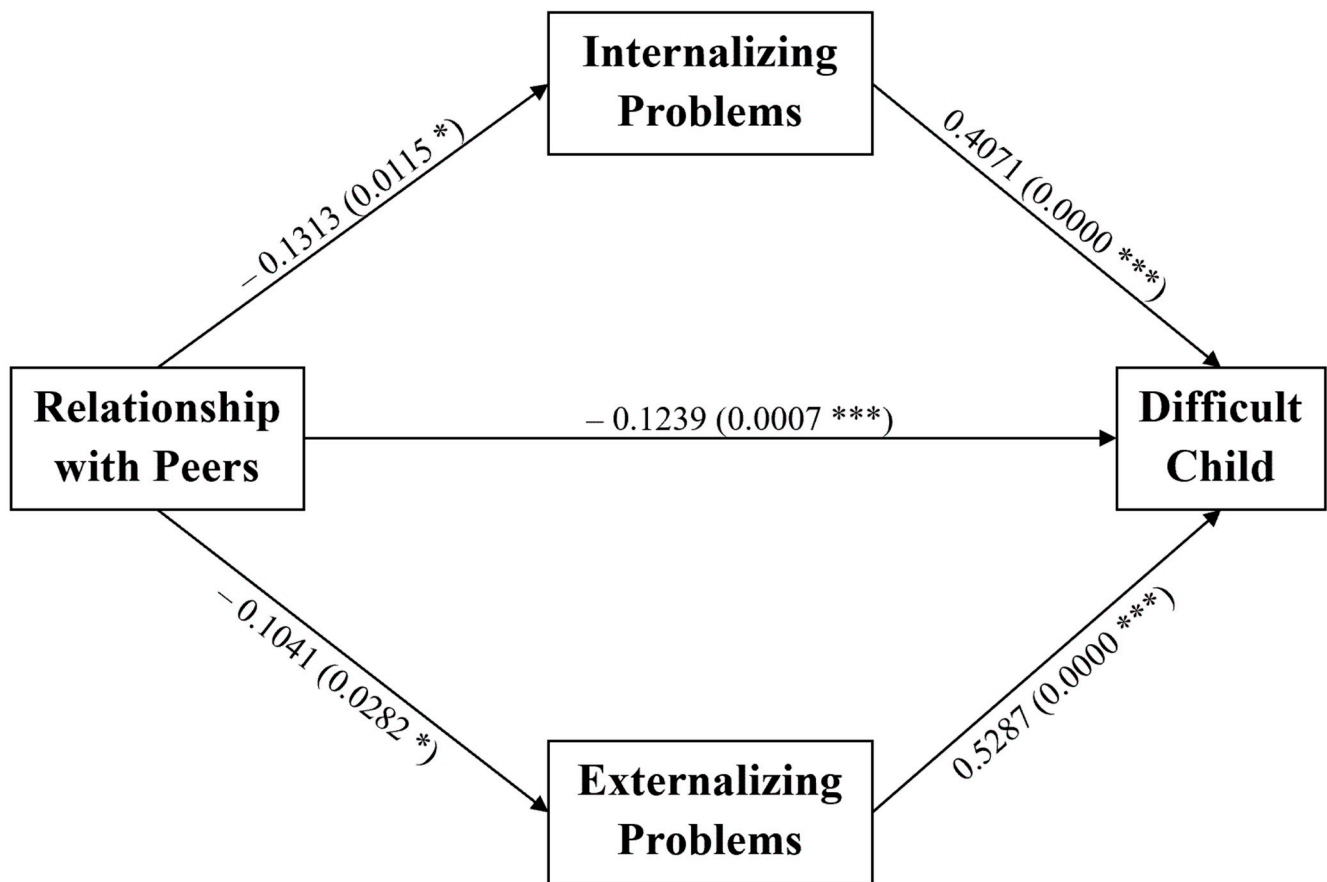 Internalizing
Problems
– 0.1313 (0.0115 *)
0.4071 (0.0000 ***)
Relationship
with Peers
– 0.1239 (0.0007 ***)
Difficult
Child
– 0.1041 (0.0282 *)
0.5287 (0.0000 ***)
Externalizing
Problems